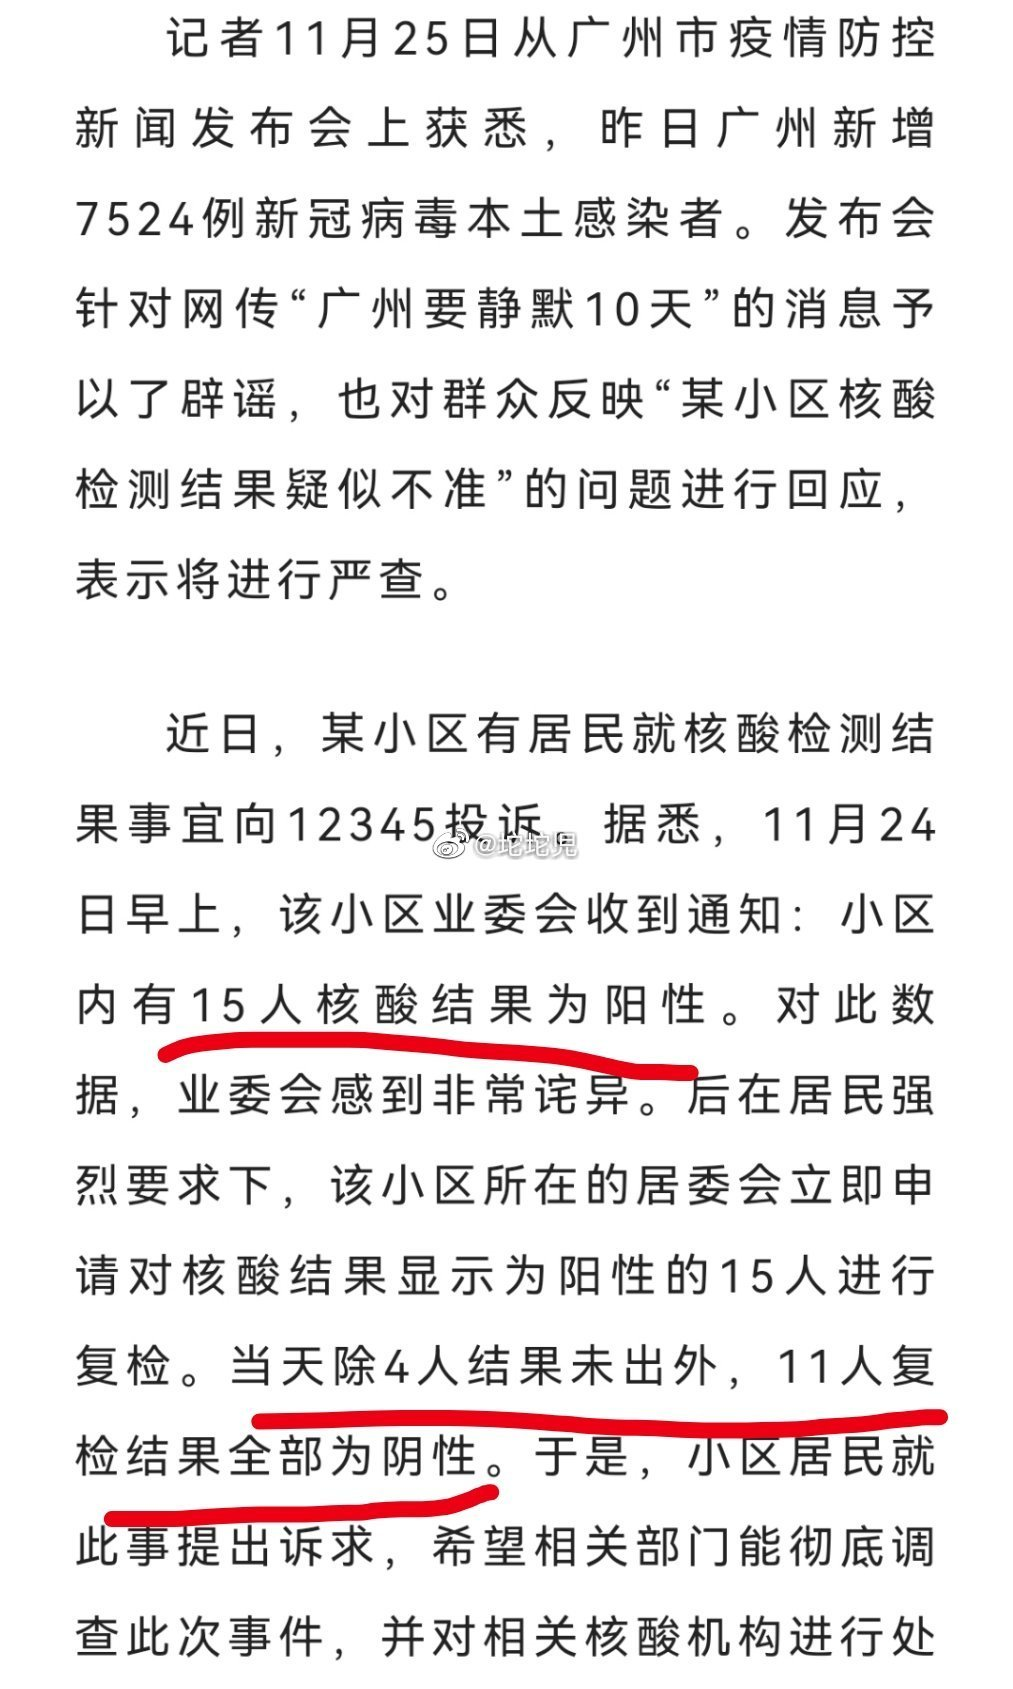 记者11月25日从广州市疫情防控
新闻发布会上获悉，昨日广州新增
7524例新冠病毒本土感染者。发布会
针对网传“广州要静默10天”的消息予
以了辟谣，也对群众反映“某小区核酸
检测结果疑似不准”的问题进行回应，
表示将进行严查。
近日，某小区有居民就核酸检测结
果事宜向12345投诉。据悉，11月24
@坨坨児
日早上，该小区业委会收到通知：小区
内有15人核酸结果为阳性。对此数
据，业委会感到非常诧异。后在居民强
烈要求下，该小区所在的居委会立即申
请对核酸结果显示为阳性的15人进行
复检。当天除4人结果未出外，11人复
检结果全部为阴性。于是，小区居民就
此事提出诉求，希望相关部门能彻底调
查此次事件，并对相关核酸机构进行处